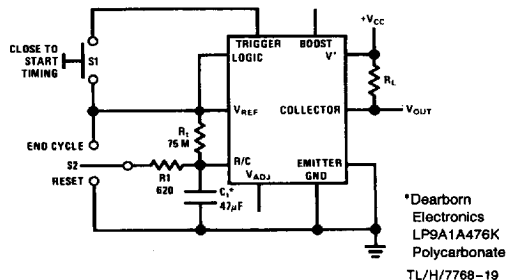 CLOSE TO
START
TIMING
S1
TRIGGER
BOOST
LOGIC
V+
+VCC
RL
VREF
COLLECTOR
VOUT
END CYCLE
Rt
75 M
S2
R1
620
R/C
EMITTER
RESET
VADJ
GND
Ct*
47μF
*Dearborn
Electronics
LP9A1A476K
Polycarbonate
TL/H/7768–19